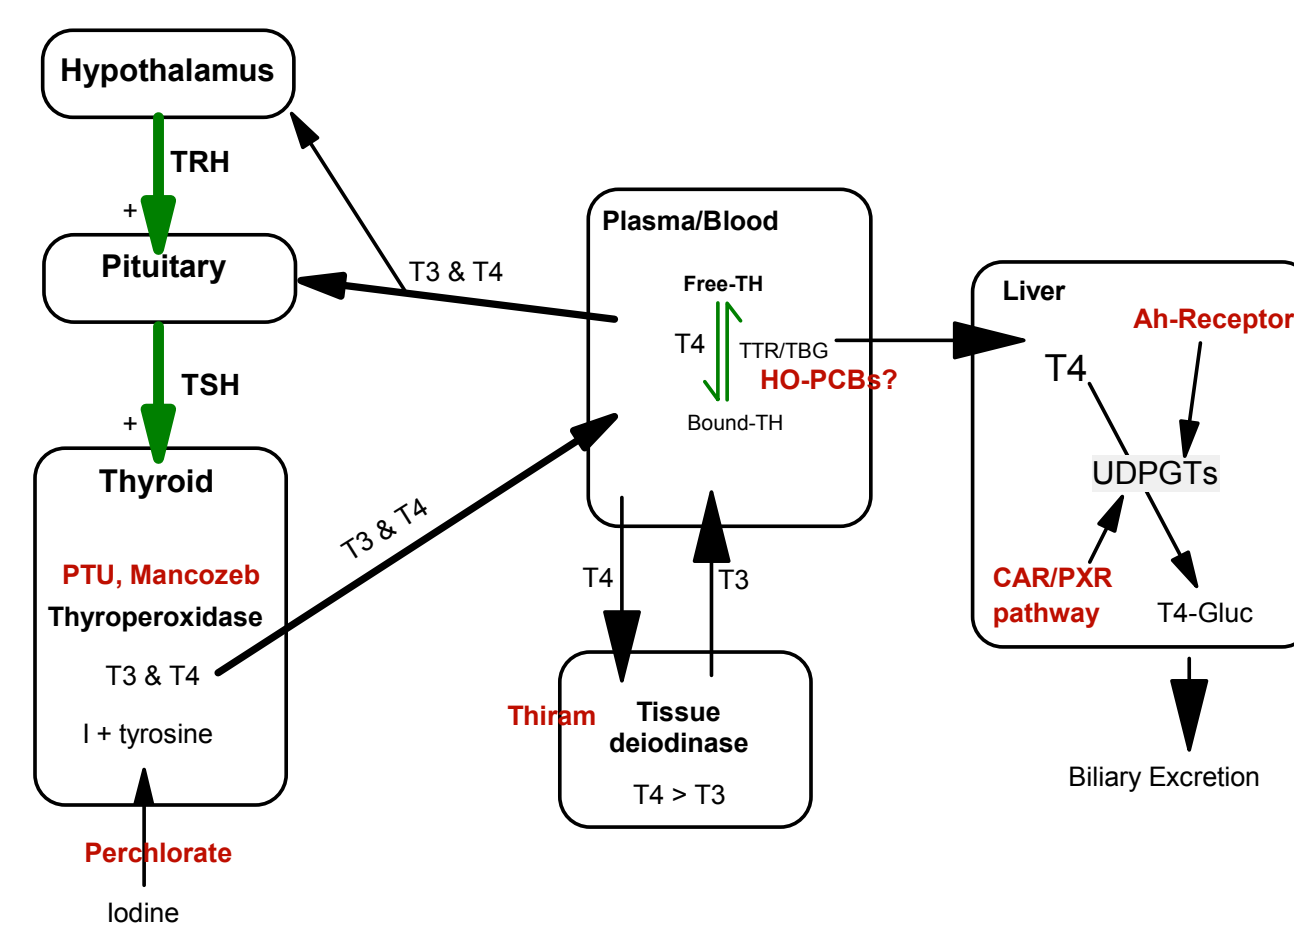 Hypothalamus
TRH
+
Pituitary
T3 & T4
TSH
+
Thyroid
PTU, Mancozeb
Thyroperoxidase
T3 & T4
I + tyrosine
Perchlorate
Iodine
T3 & T4
Plasma/Blood
Free-TH
T4
TTR/TBG
HO-PCBs?
Bound-TH
T4
T3
Thiram
Tissue
deiodinase
T4 > T3
Liver
Ah-Receptor
T4
UDPGTs
CAR/PXR
pathway
T4-Gluc
Biliary Excretion